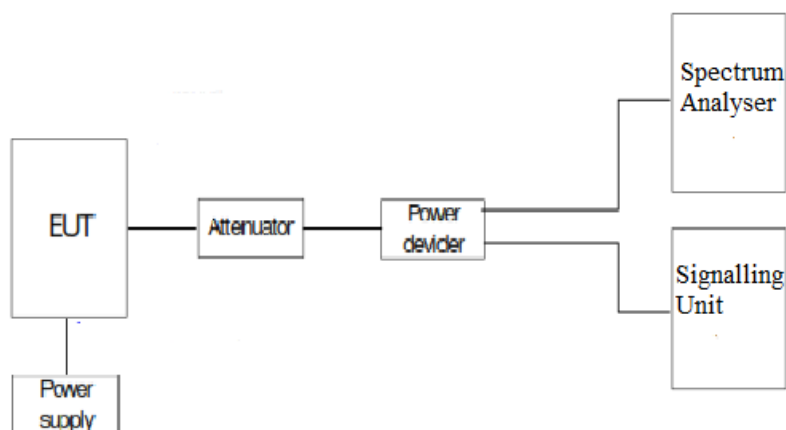 Spectrum
Analyser
EUT
Attenuator
Power
devider
Signalling
Unit
Power
supply